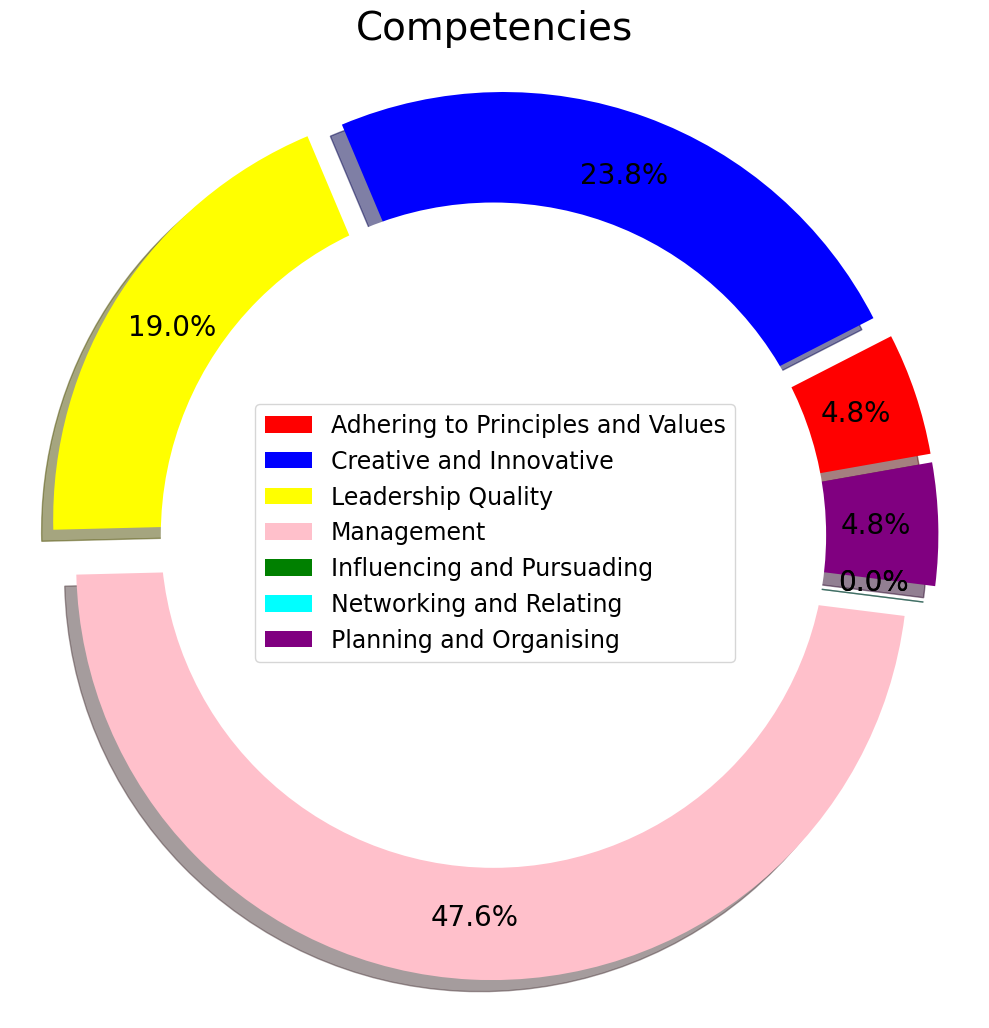 Competencies
23.8%
19.0%
4.8%
4.8%
0.0%
47.6%
Adhering to Principles and Values
Creative and Innovative
Leadership Quality
Management
Influencing and Pursuading
Networking and Relating
Planning and Organising